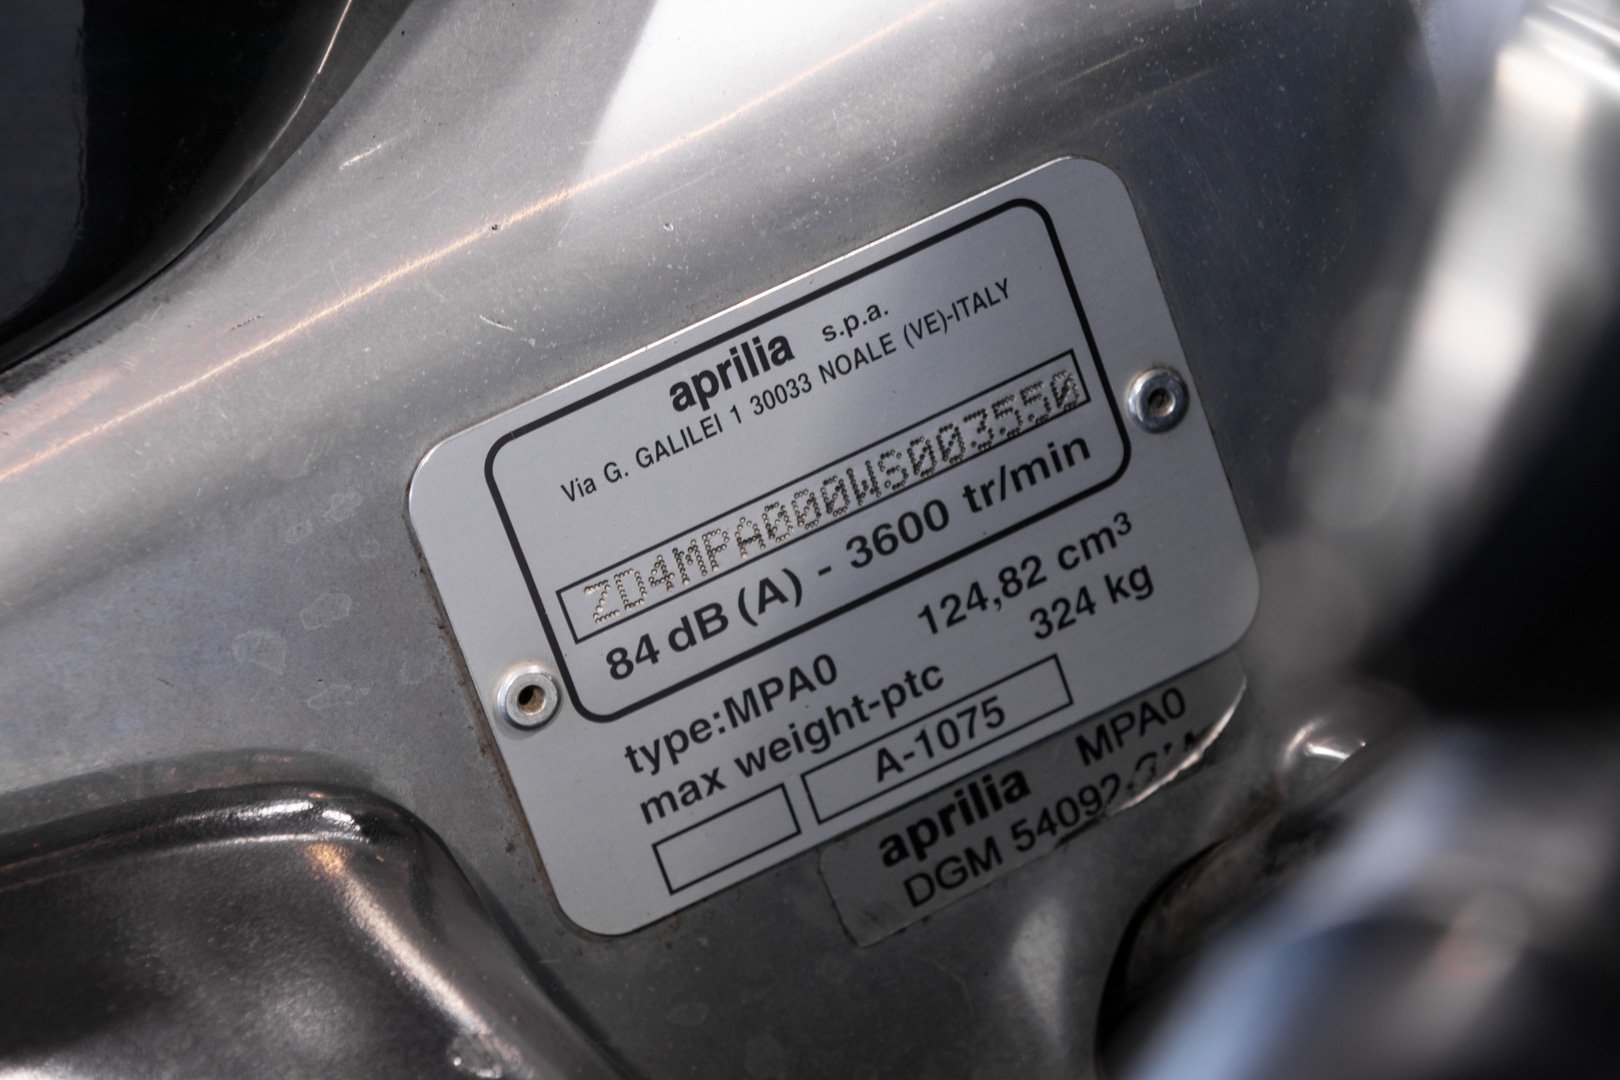 aprilia s.p.a.
Via G. GALILEI 1 30033 NOALE (VE)-ITALY
ZD4MPA000WS003550
84 dB (A) - 3600 tr/min
type:MPA0 124,82 cm³
max weight-ptc 324 kg
A-1075
aprilia MPA0
DGM 54092